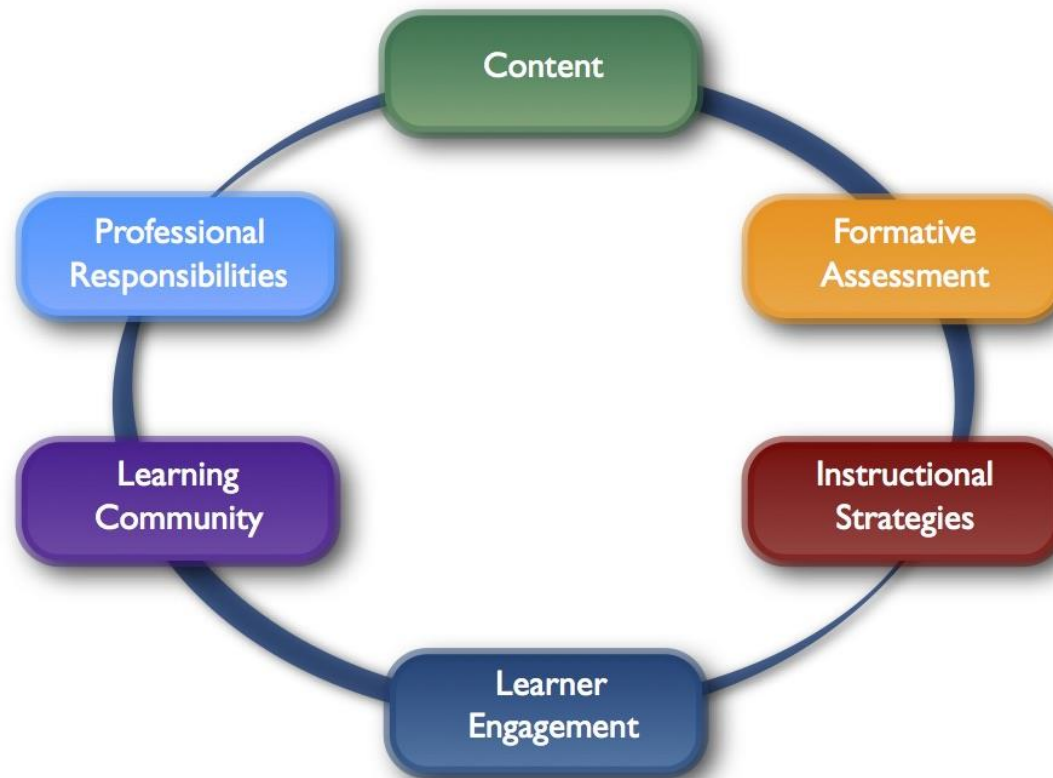 Content
Formative
Assessment
Instructional
Strategies
Learner
Engagement
Learning
Community
Professional
Responsibilities